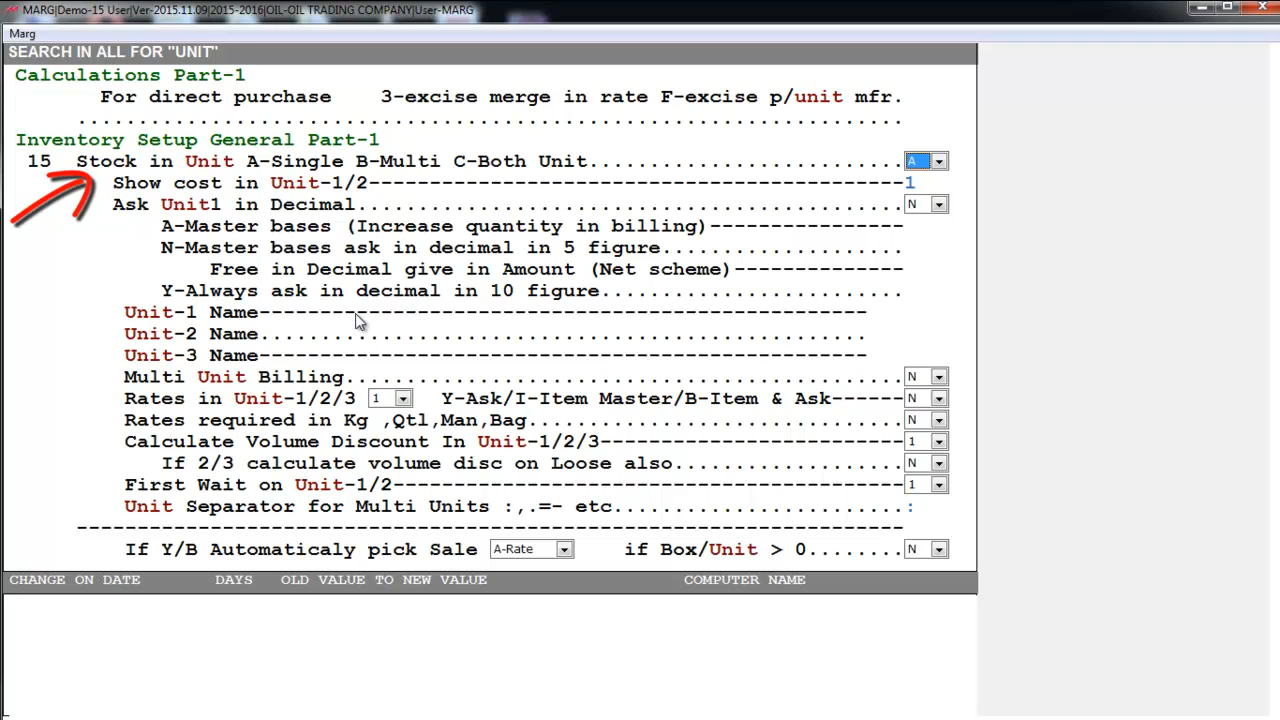 MARG|Demo-15 User|Ver-2015.11.09|2015-2016|OIL-OIL TRADING COMPANY|User-MARG
Marg
SEARCH IN ALL FOR "UNIT"
Calculations Part-1
For direct purchase 3-excise merge in rate F-excise p/unit mfr.
Inventory Setup General Part-1
15 Stock in Unit A-Single B-Multi C-Both Unit A
Show cost in Unit-1/2 1
Ask Unit1 in Decimal N
A-Master bases (Increase quantity in billing)
N-Master bases ask in decimal in 5 figure
Free in Decimal give in Amount (Net scheme)
Y-Always ask in decimal in 10 figure
Unit-1 Name
Unit-2 Name
Unit-3 Name
Multi Unit Billing N
Rates in Unit-1/2/3 1 Y-Ask/I-Item Master/B-Item & Ask N
Rates required in Kg ,Qtl,Man,Bag N
Calculate Volume Discount In Unit-1/2/3 1
If 2/3 calculate volume disc on Loose also N
First Wait on Unit-1/2 1
Unit Separator for Multi Units :,.=- etc :
If Y/B Automaticaly pick Sale A-Rate if Box/Unit > 0 N
CHANGE ON DATE DAYS OLD VALUE TO NEW VALUE COMPUTER NAME